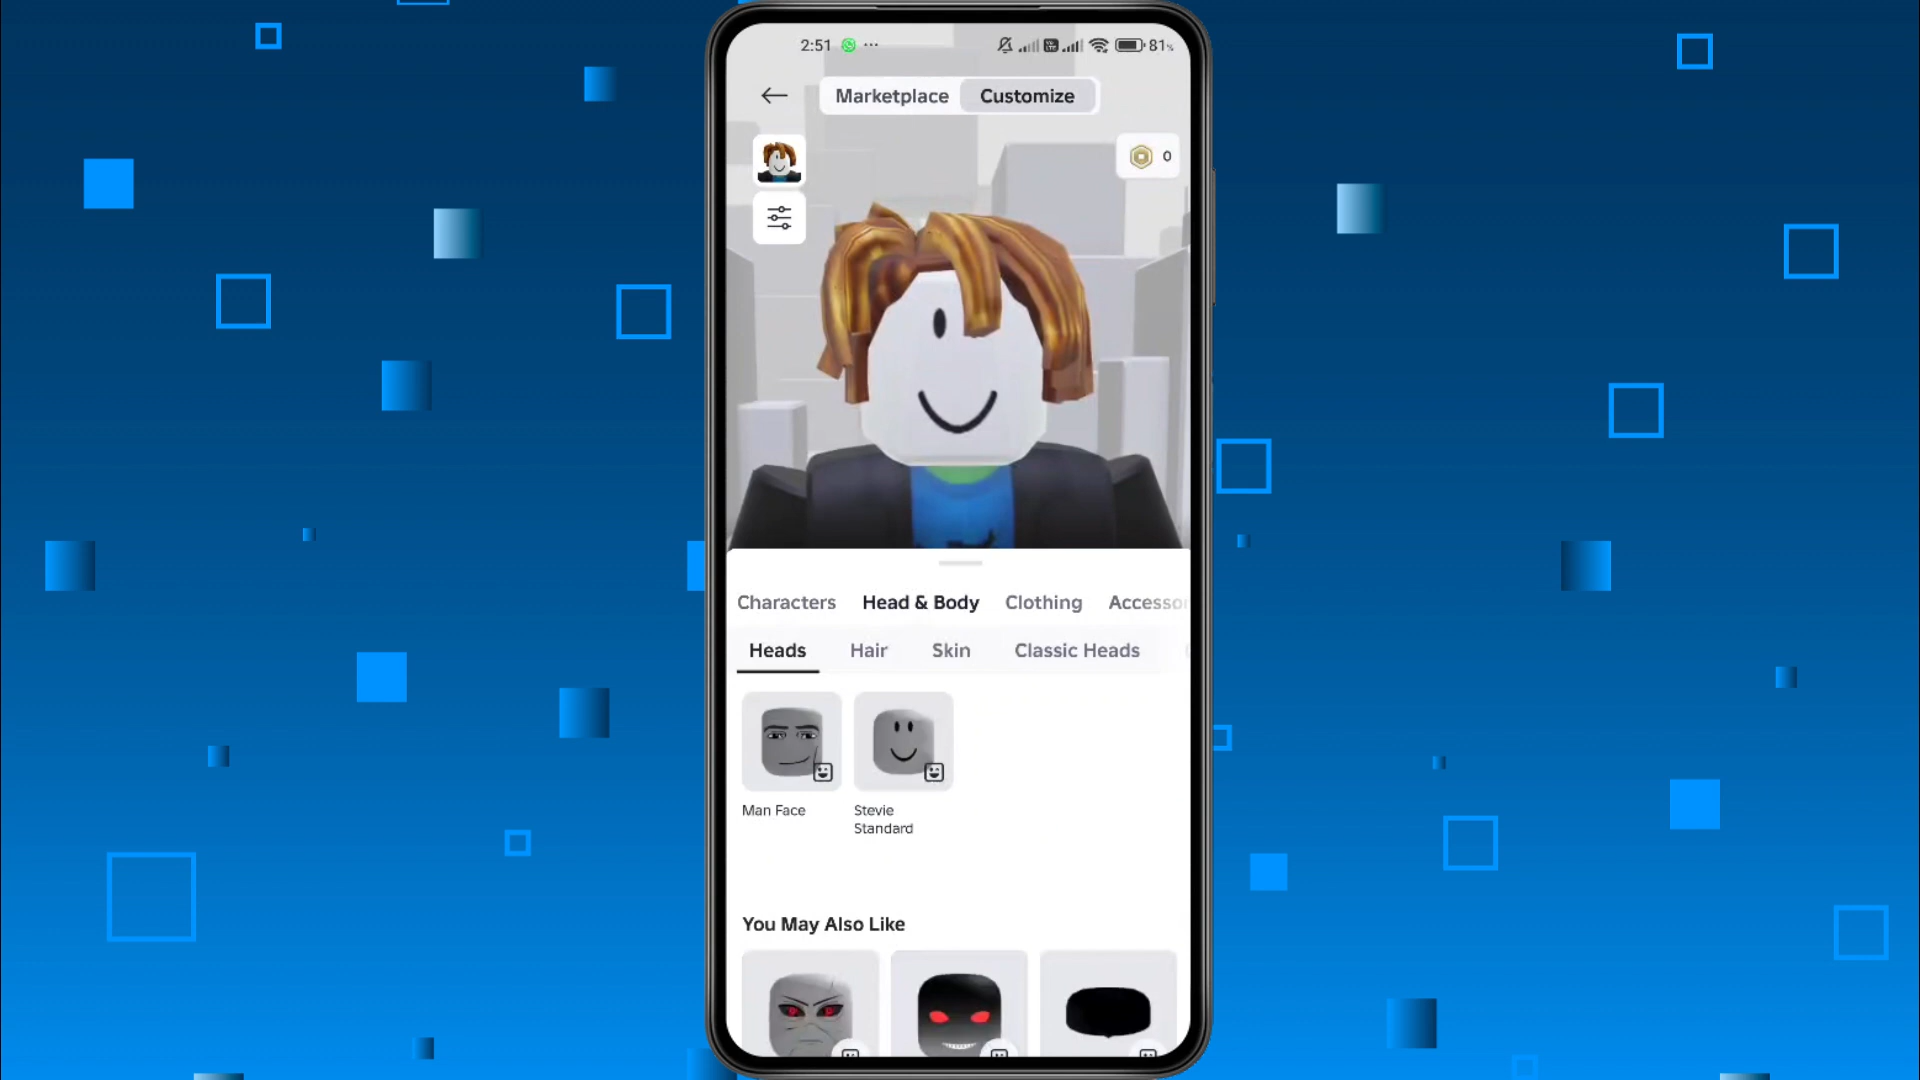 2:51 ... 81%
Marketplace Customize
0
Characters Head & Body Clothing Accessor
Heads Hair Skin Classic Heads
Man Face Stevie
Standard
You May Also Like